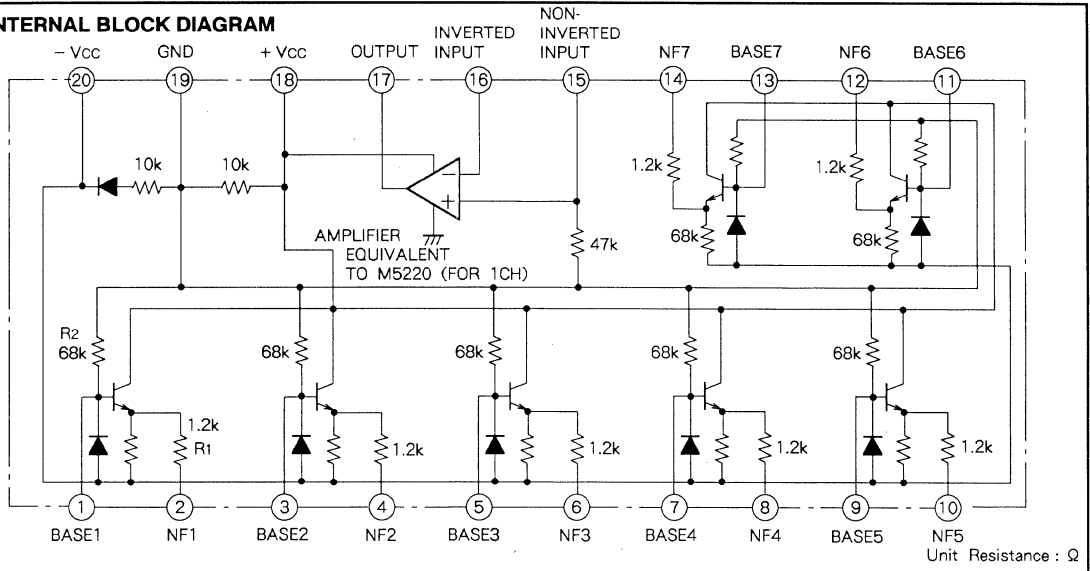 NTERNAL BLOCK DIAGRAM
– VCC GND + VCC OUTPUT INVERTED INPUT NON-INVERTED INPUT NF7 BASE7 NF6 BASE6
20 19 18 17 16 15 14 13 12 11
10k 10k
1.2k 1.2k
47k
68k 68k
AMPLIFIER
EQUIVALENT
TO M5220 (FOR 1CH)
– +
R2
68k 68k 68k 68k 68k
1.2k
R1
1.2k 1.2k 1.2k 1.2k
1 2 3 4 5 6 7 8 9 10
BASE1 NF1 BASE2 NF2 BASE3 NF3 BASE4 NF4 BASE5 NF5
Unit Resistance : Ω